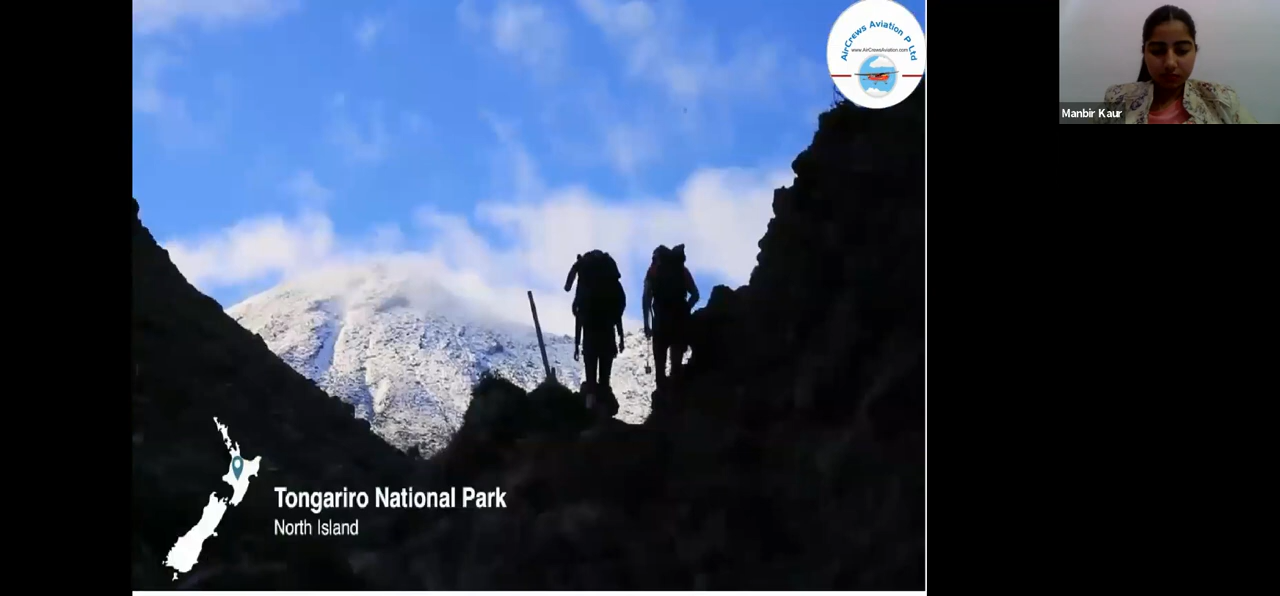 AirCrews Aviation P Ltd
www.AirCrewsAviation.com
Manbir Kaur
Tongariro National Park
North Island